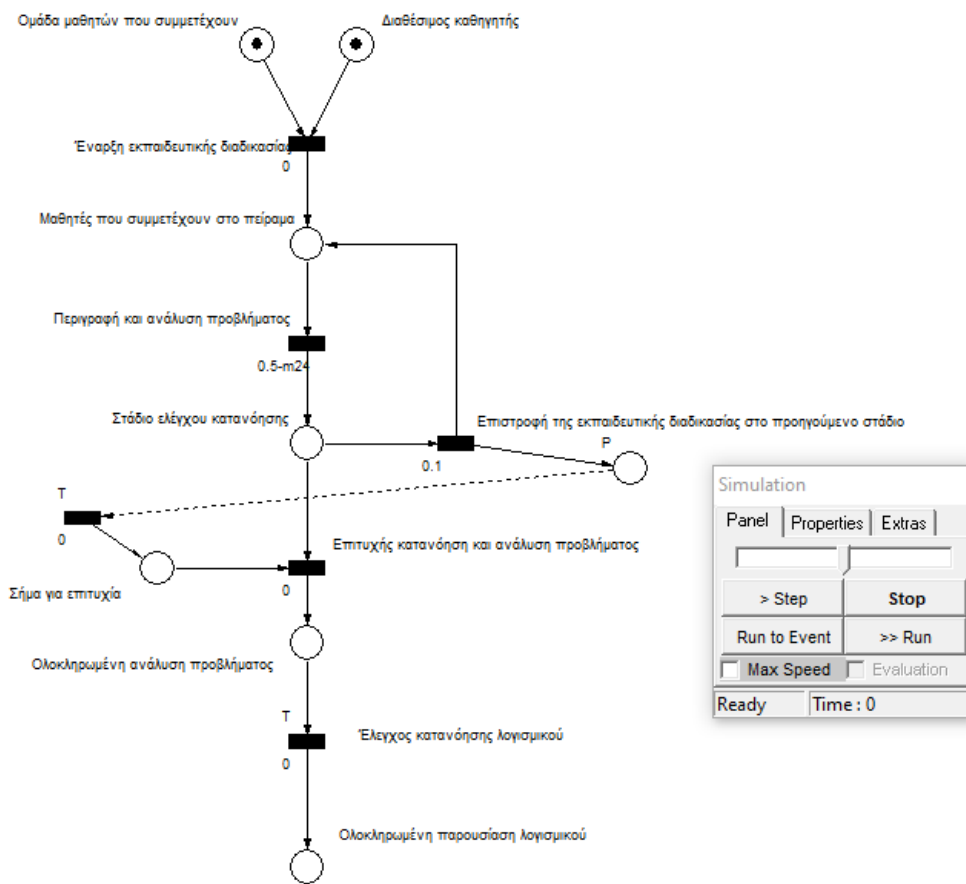 Ομάδα μαθητών που συμμετέχουν
Διαθέσιμος καθηγητής
Έναρξη εκπαιδευτικής διαδικασίας
0
Μαθητές που συμμετέχουν στο πείραμα
Περιγραφή και ανάλυση προβλήματος
0.5-m24
Στάδιο ελέγχου κατανόησης
Επιστροφή της εκπαιδευτικής διαδικασίας στο προηγούμενο στάδιο
P
0.1
T
0
Επιτυχής κατανόηση και ανάλυση προβλήματος
0
Σήμα για επιτυχία
Ολοκληρωμένη ανάλυση προβλήματος
T
Έλεγχος κατανόησης λογισμικού
0
Ολοκληρωμένη παρουσίαση λογισμικού
Simulation
Panel Properties Extras
> Step Stop
Run to Event >> Run
Max Speed Evaluation
Ready Time : 0